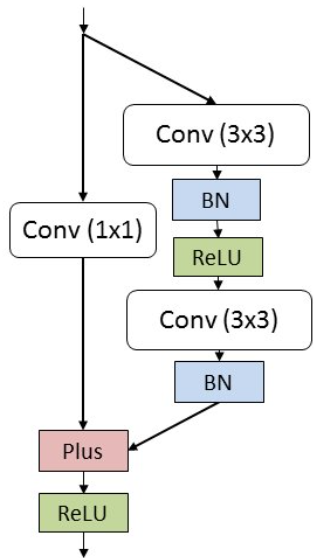 Conv (3x3)
BN
Conv (1x1)
ReLU
Conv (3x3)
BN
Plus
ReLU